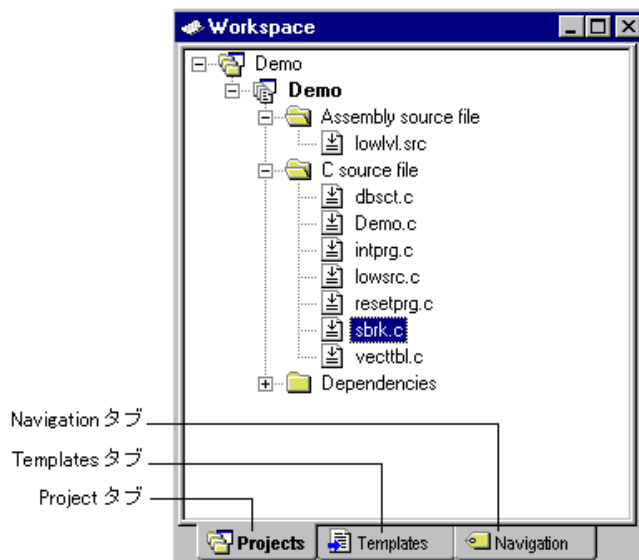 Workspace
Demo
Demo
Assembly source file
lowlvl.src
C source file
dbsct.c
Demo.c
intprg.c
lowsrc.c
resetprg.c
sbrk.c
vecttbl.c
Dependencies
Navigation タブ
Templates タブ
Project タブ
Projects
Templates
Navigation